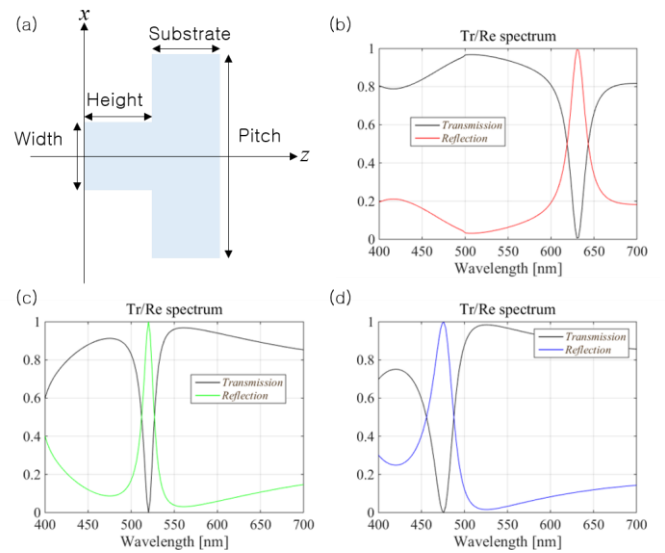 (a)
x
Substrate
Height
Width
Pitch
z
(b)
Tr/Re spectrum
1
0.8
0.6
0.4
0.2
0
Transmission
Reflection
400 450 500 550 600 650 700
Wavelength [nm]
(c)
Tr/Re spectrum
1
0.8
0.6
0.4
0.2
0
Transmission
Reflection
400 450 500 550 600 650 700
Wavelength [nm]
(d)
Tr/Re spectrum
1
0.8
0.6
0.4
0.2
0
Transmission
Reflection
400 450 500 550 600 650 700
Wavelength [nm]